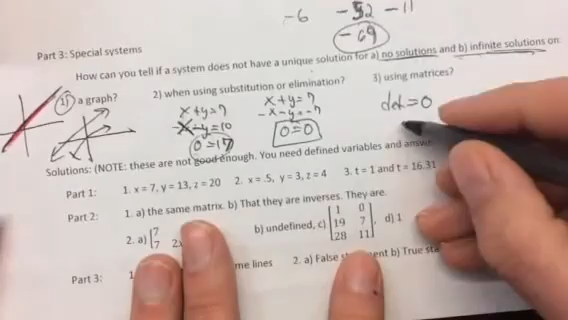 -6 -52 -11
-69
Part 3: Special systems
How can you tell if a system does not have a unique solution for a) no solutions and b) infinite solutions on:
1) a graph? 2) when using substitution or elimination? 3) using matrices?
x+y=7 x+y=7 det=0
-x-y=10 -x-y=-7
0=17 0=0
Solutions: (NOTE: these are not good enough. You need defined variables and answe
Part 1: 1. x = 7, y = 13, z = 20 2. x = .5, y = 3, z = 4 3. t = 1 and t = 16.31
Part 2: 1. a) the same matrix. b) That they are inverses. They are.
2. a) [7 7 2 b) undefined, c) [1 0 19 7 28 11], d) 1
Part 3: 1 me lines 2. a) False st ent b) True sta